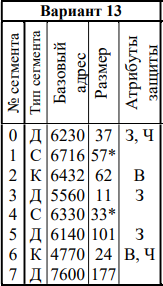 Вариант 13
№ сегмента Тип сегмента Базовый адрес Размер Атрибуты защиты
0 Д 6230 37 З, Ч
1 С 6716 57*
2 К 6432 62 В
3 Д 5560 11 З
4 С 6330 33*
5 Д 6140 101 З
6 К 4770 24 В, Ч
7 Д 7600 177